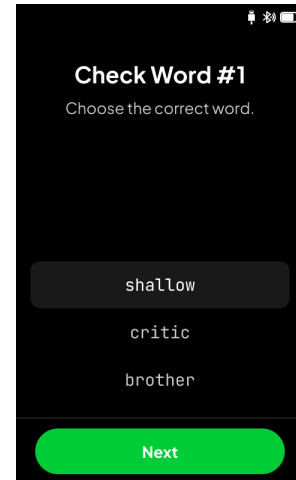 Check Word #1
Choose the correct word.
shallow
critic
brother
Next